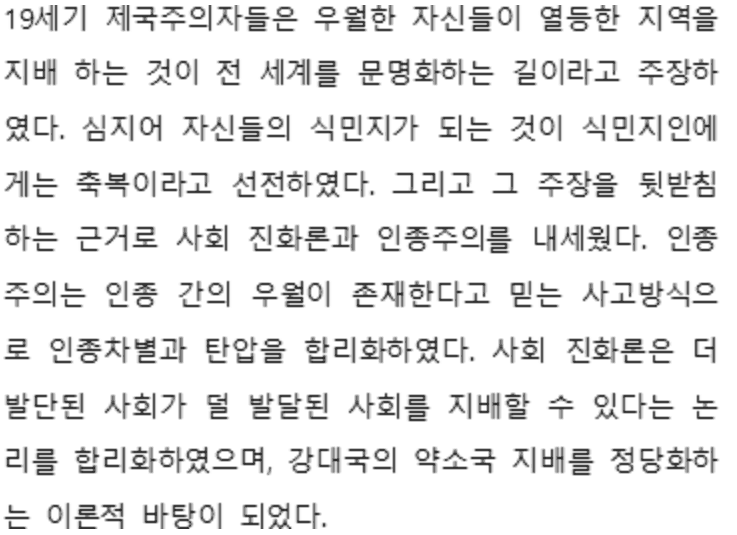 19세기 제국주의자들은 우월한 자신들이 열등한 지역을
지배 하는 것이 전 세계를 문명화하는 길이라고 주장하
였다. 심지어 자신들의 식민지가 되는 것이 식민지인에
게는 축복이라고 선전하였다. 그리고 그 주장을 뒷받침
하는 근거로 사회 진화론과 인종주의를 내세웠다. 인종
주의는 인종 간의 우월이 존재한다고 믿는 사고방식으
로 인종차별과 탄압을 합리화하였다. 사회 진화론은 더
발단된 사회가 덜 발달된 사회를 지배할 수 있다는 논
리를 합리화하였으며, 강대국의 약소국 지배를 정당화하
는 이론적 바탕이 되었다.